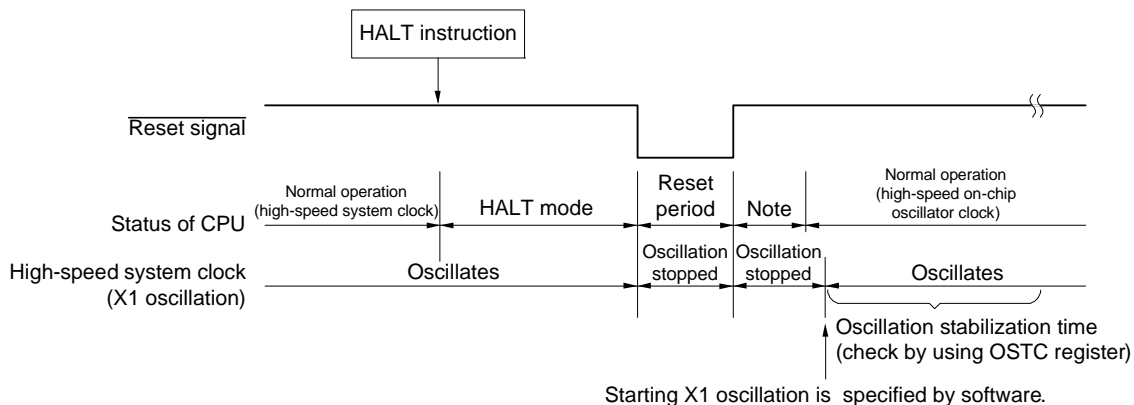 HALT instruction
Reset signal
Status of CPU
Normal operation
(high-speed system clock)
HALT mode
Reset
period
Note
Normal operation
(high-speed on-chip
oscillator clock)
High-speed system clock
(X1 oscillation)
Oscillates
Oscillation
stopped
Oscillation
stopped
Oscillates
Oscillation stabilization time
(check by using OSTC register)
Starting X1 oscillation is specified by software.